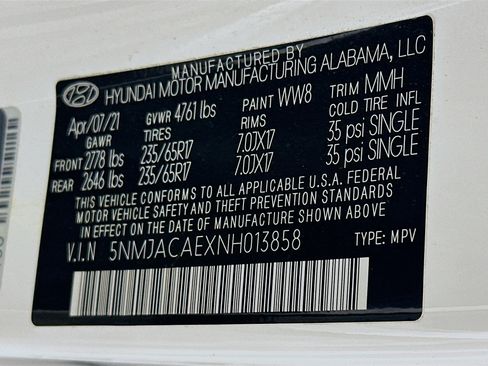 MANUFACTURED BY
HYUNDAI MOTOR MANUFACTURING ALABAMA, LLC
Apr/07/21 GVWR 4761 lbs PAINT WW8 TRIM MMH
GAWR TIRES RIMS COLD TIRE INFL
FRONT 2778 lbs 235/65R17 7.0JX17 35 psi SINGLE
REAR 2646 lbs 235/65R17 7.0JX17 35 psi SINGLE
THIS VEHICLE CONFORMS TO ALL APPLICABLE U.S.A. FEDERAL
MOTOR VEHICLE SAFETY AND THEFT PREVENTION STANDARDS
IN EFFECT ON THE DATE OF MANUFACTURE SHOWN ABOVE.
V.I.N 5NMJACAEXNH013858 TYPE: MPV